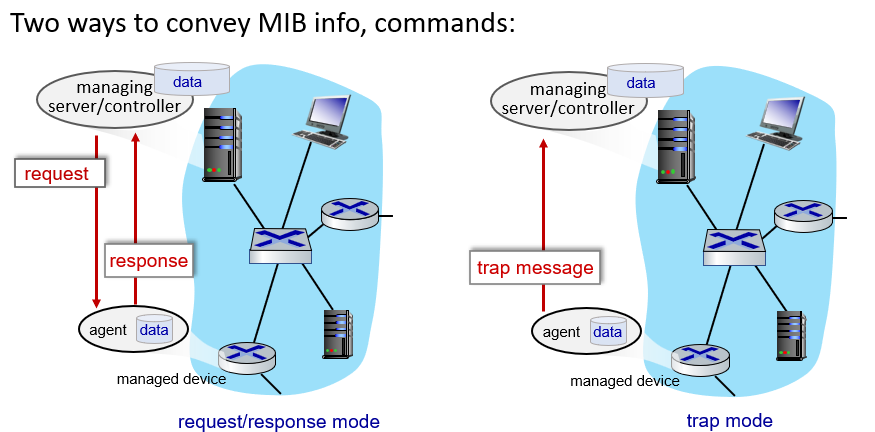 Two ways to convey MIB info, commands:
managing
server/controller
data
request
response
agent
data
managed device
request/response mode
managing
server/controller
data
trap message
agent
data
managed device
trap mode